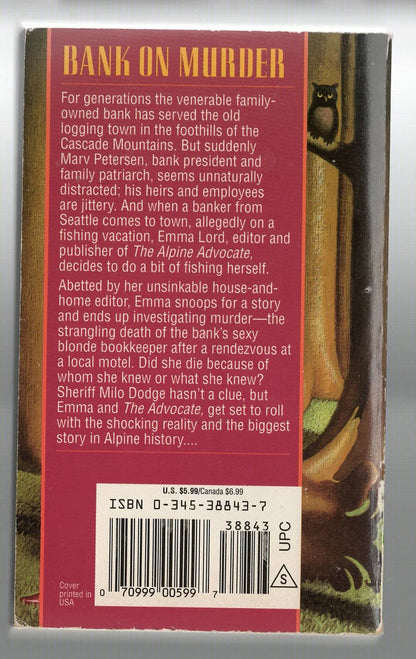 BANK ON MURDER
For generations the venerable family-
owned bank has served the old
logging town in the foothills of the
Cascade Mountains. But suddenly
Marv Petersen, bank president and
family patriarch, seems unnaturally
distracted; his heirs and employees
are jittery. And when a banker from
Seattle comes to town, allegedly on a
fishing vacation, Emma Lord, editor and
publisher of The Alpine Advocate,
decides to do a bit of fishing herself.
Abetted by her unsinkable house-and-
home editor, Emma snoops for a story
and ends up investigating murder—the
strangling death of the bank's sexy
blonde bookkeeper after a rendezvous at
a local motel. Did she die because of
whom she knew or what she knew?
Sheriff Milo Dodge hasn't a clue, but
Emma and The Advocate, get set to roll
with the shocking reality and the biggest
story in Alpine history....
U.S. $5.99/Canada $6.99
ISBN 0-345-38843-7
38843
UPC
S
0 70999 00599 7
Cover
printed in
USA